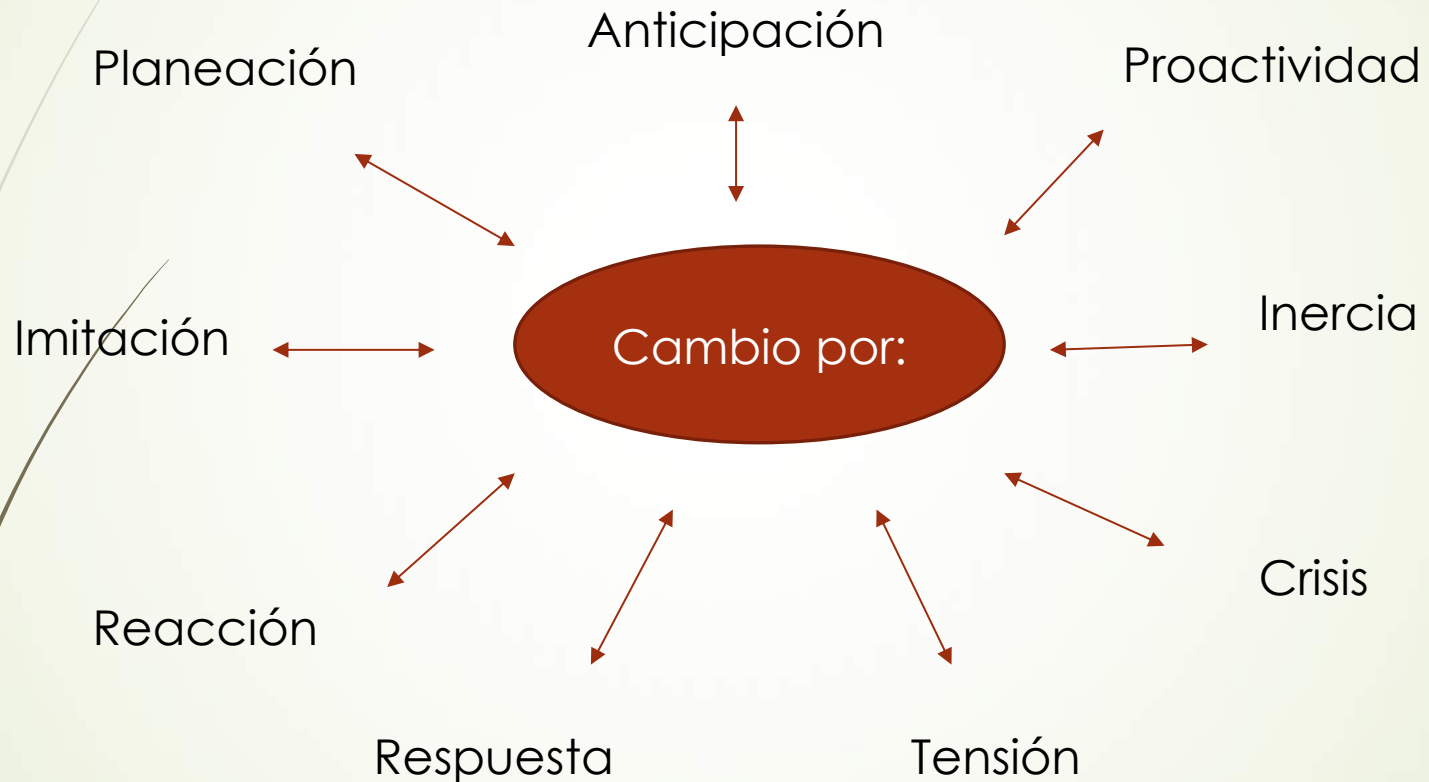 Anticipación
Planeación
Proactividad
Imitación
Cambio por:
Inercia
Reacción
Crisis
Respuesta
Tensión